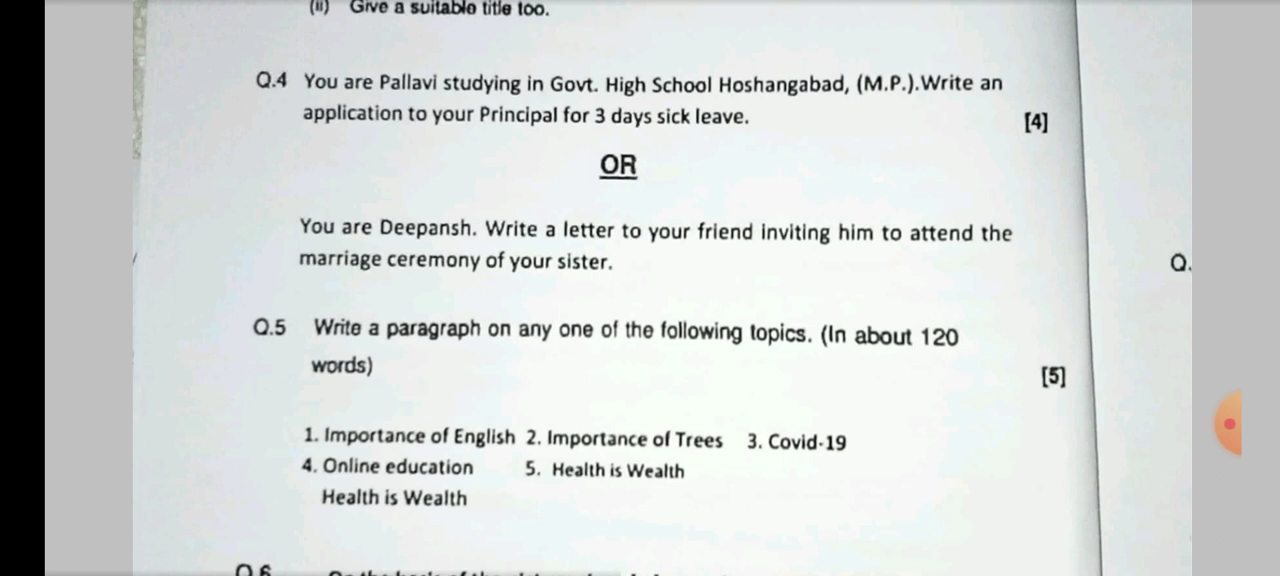 (ii) Give a suitable title too.
Q.4 You are Pallavi studying in Govt. High School Hoshangabad, (M.P.).Write an
application to your Principal for 3 days sick leave.
[4]
OR
You are Deepansh. Write a letter to your friend inviting him to attend the
marriage ceremony of your sister.
Q.
Q.5 Write a paragraph on any one of the following topics. (In about 120
words)
[5]
1. Importance of English 2. Importance of Trees 3. Covid-19
4. Online education 5. Health is Wealth
Health is Wealth
Q.6